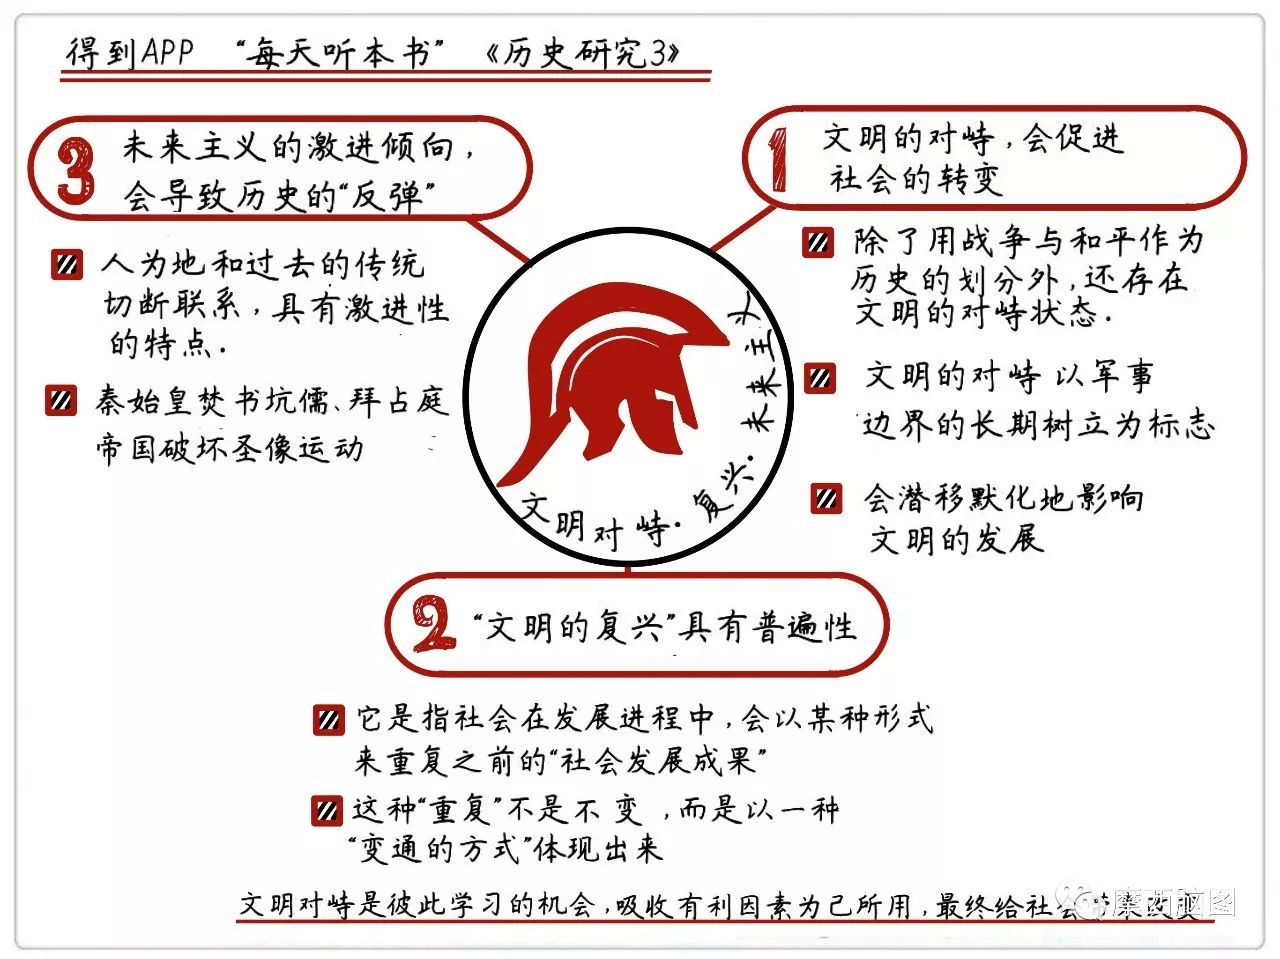 得到APP “每天听本书” 《历史研究3》
1 文明的对峙,会促进
社会的转变
除了用战争与和平作为
历史的划分外,还存在
文明的对峙状态.
文明的对峙 以军事
边界的长期树立为标志
会潜移默化地影响
文明的发展
2 “文明的复兴”具有普遍性
它是指社会在发展进程中,会以某种形式
来重复之前的“社会发展成果”
这种“重复”不是不变,而是以一种
“变通的方式”体现出来
3 未来主义的激进倾向,
会导致历史的“反弹”
人为地和过去的传统
切断联系,具有激进性
的特点.
秦始皇焚书坑儒、拜占庭
帝国破坏圣像运动
文明对峙·复兴·未来主义
文明对峙是彼此学习的机会,吸收有利因素为己所用,最终给社会带来改变
摩西脑图